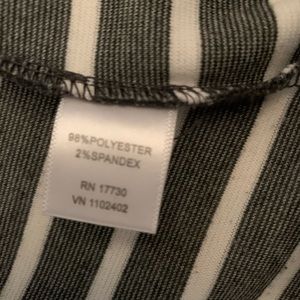 98%POLYESTER
2%SPANDEX
RN 17730
VN 1102402